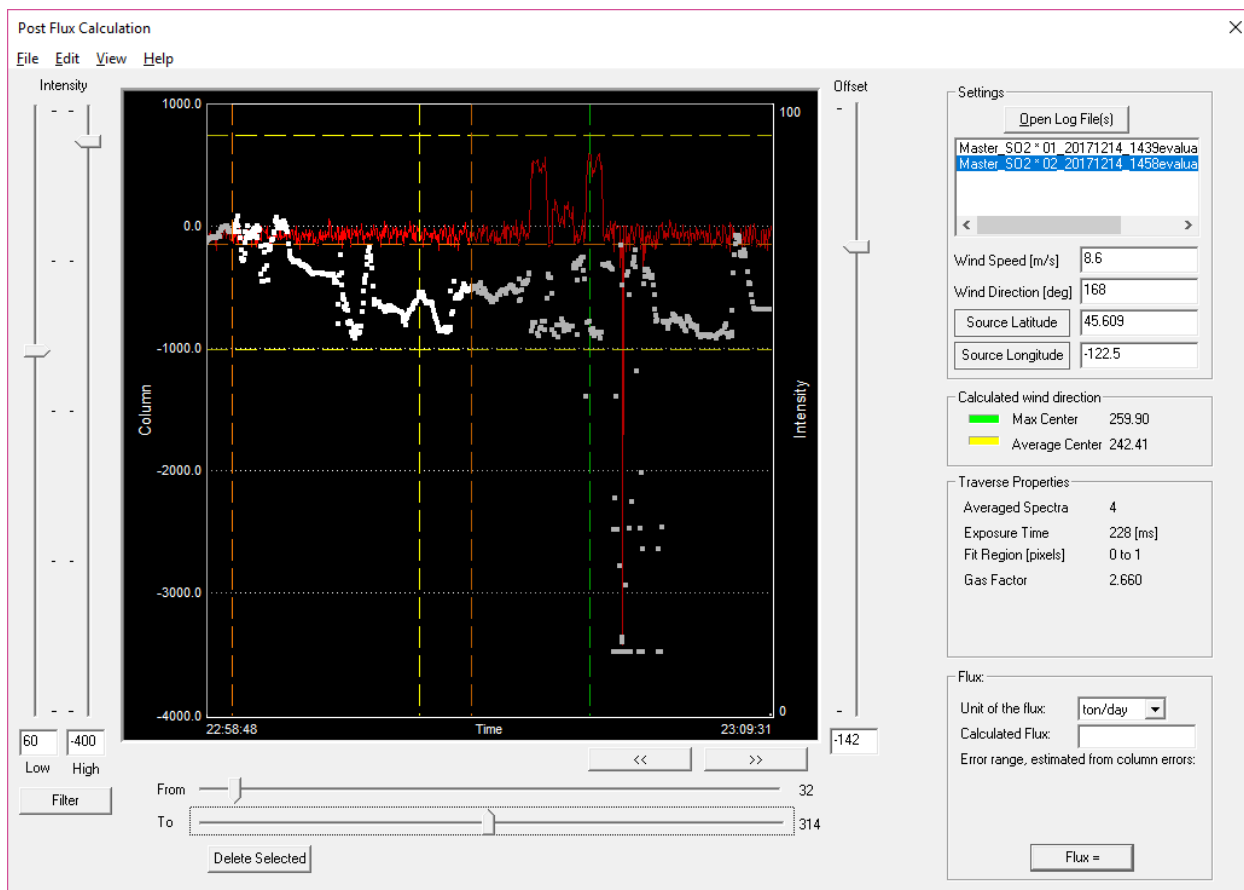 Post Flux Calculation
File Edit View Help
Intensity
Offset
1000.0
100
0.0
-1000.0
Column
Intensity
-2000.0
-3000.0
-4000.0
0
22:58:48
Time
23:09:31
60
-400
Low
High
Filter
-142
<<
>>
From
32
To
314
Delete Selected
Settings
Open Log File(s)
Master_SO2 * 01_20171214_1439evalua
Master_SO2 * 02_20171214_1458evalua
Wind Speed [m/s]
8.6
Wind Direction [deg]
168
Source Latitude
45.609
Source Longitude
-122.5
Calculated wind direction
Max Center 259.90
Average Center 242.41
Traverse Properties
Averaged Spectra 4
Exposure Time 228 [ms]
Fit Region [pixels] 0 to 1
Gas Factor 2.660
Flux:
Unit of the flux: ton/day
Calculated Flux:
Error range, estimated from column errors:
Flux =